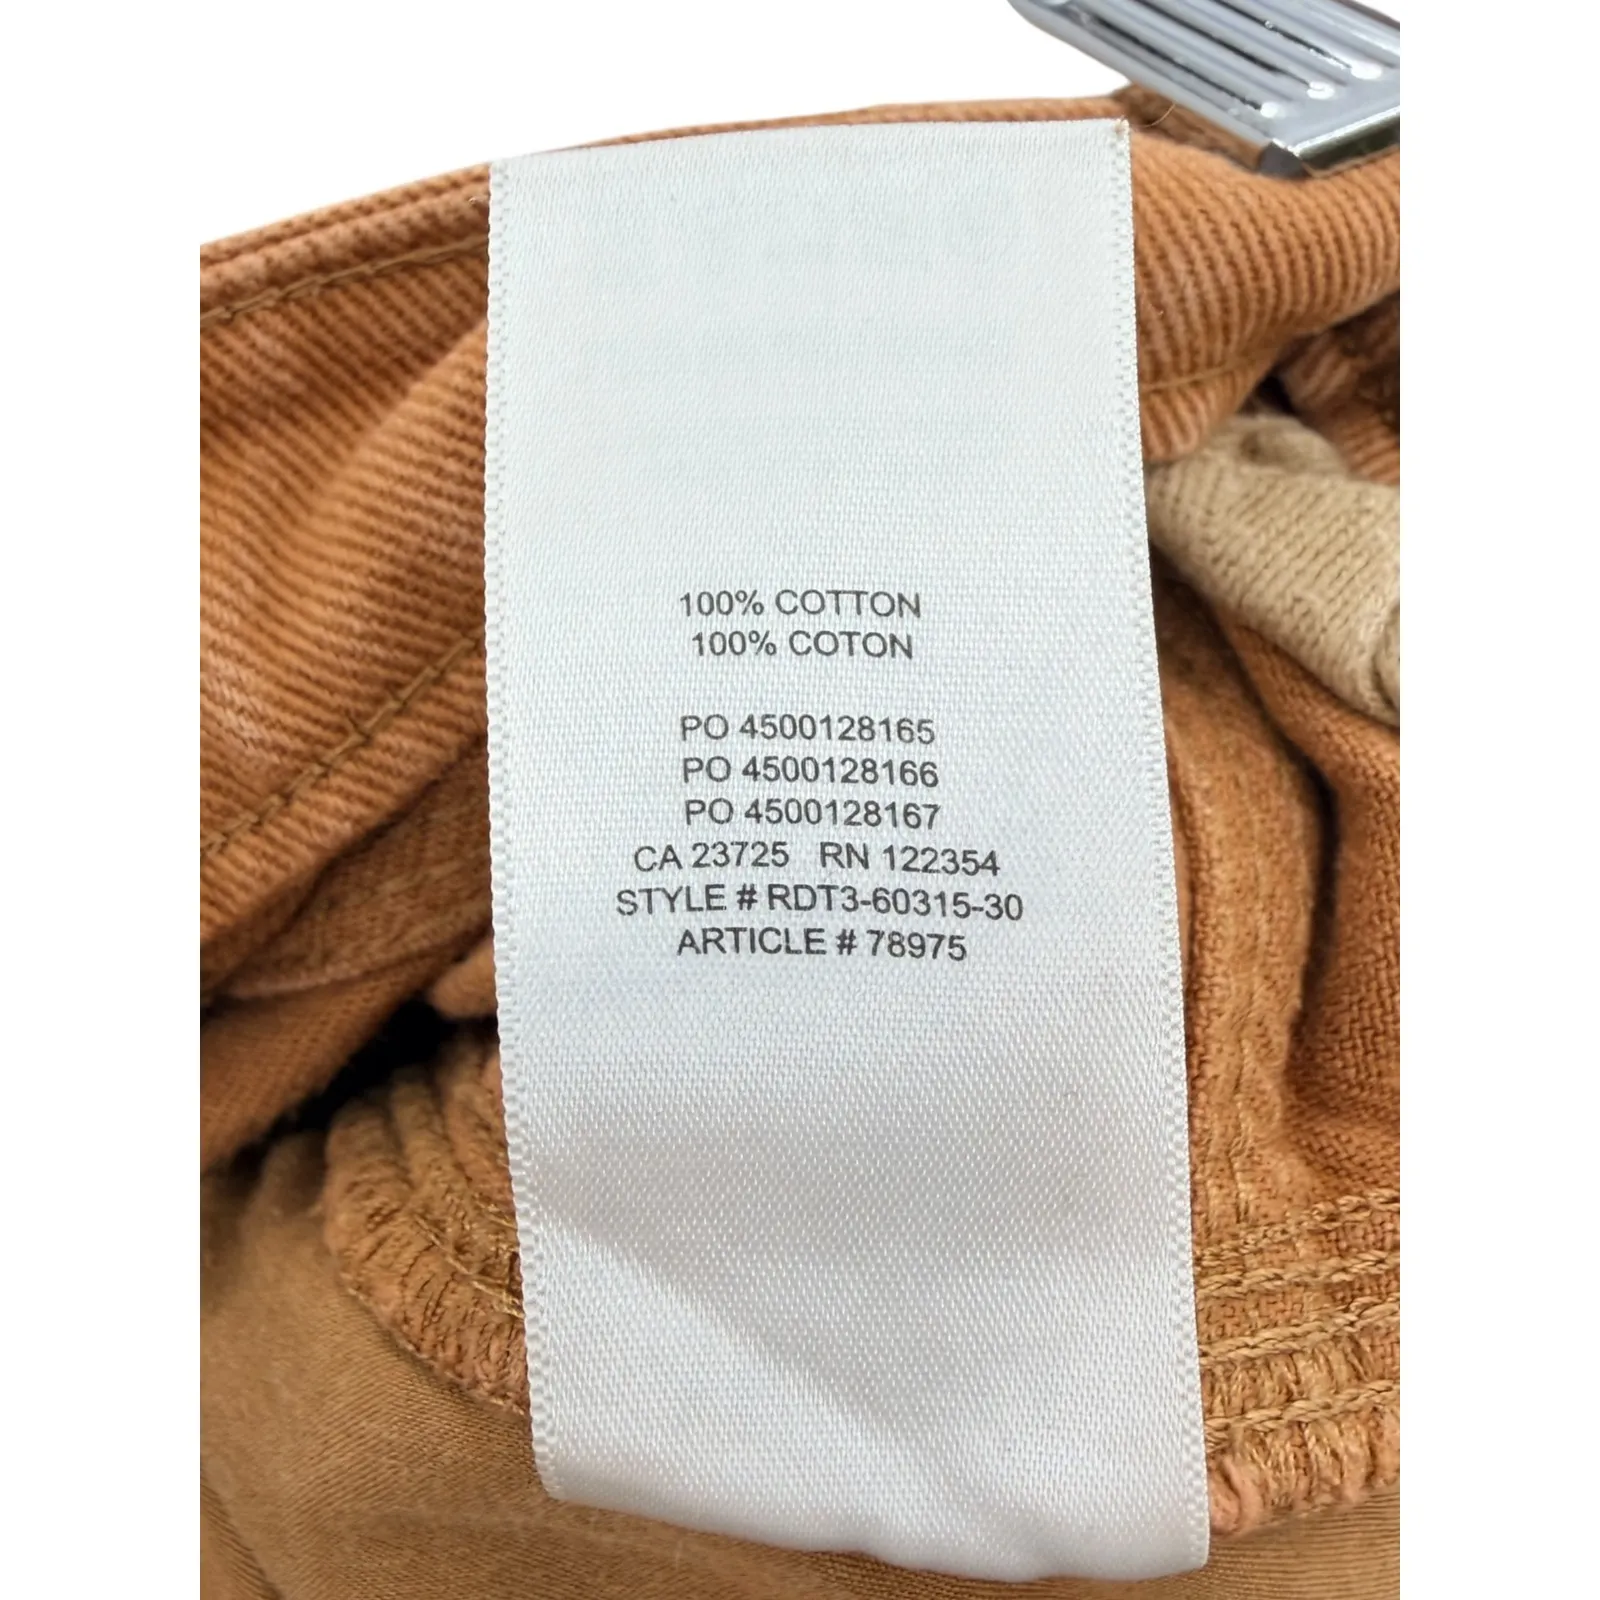 100% COTTON
100% COTON
PO 4500128165
PO 4500128166
PO 4500128167
CA 23725 RN 122354
STYLE # RDT3-60315-30
ARTICLE # 78975